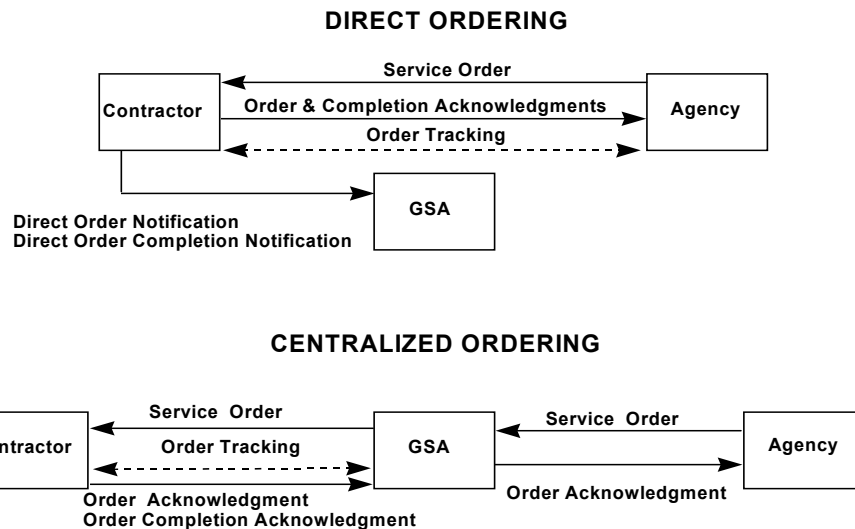 DIRECT ORDERING
Service Order
Contractor
Order & Completion Acknowledgments
Agency
Order Tracking
GSA
Direct Order Notification
Direct Order Completion Notification
CENTRALIZED ORDERING
Service Order
Service Order
ntractor
Order Tracking
GSA
Agency
Order Acknowledgment
Order Acknowledgment
Order Completion Acknowledgment